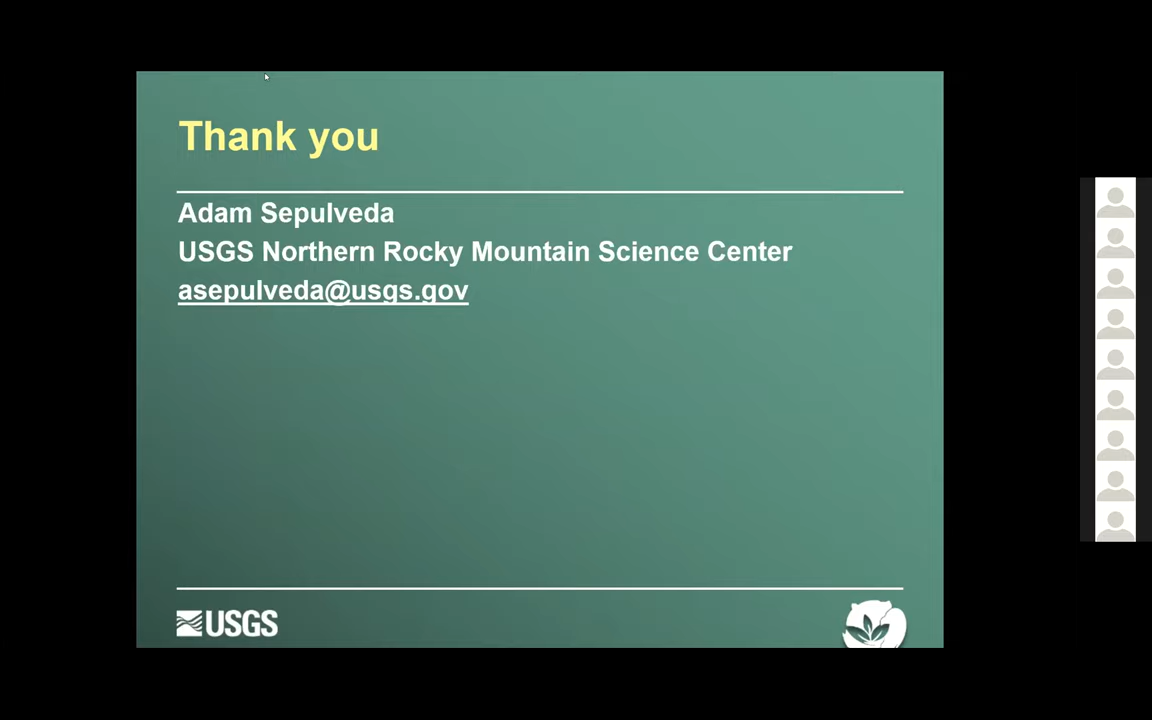 Thank you
Adam Sepulveda
USGS Northern Rocky Mountain Science Center
asepulveda@usgs.gov
USGS